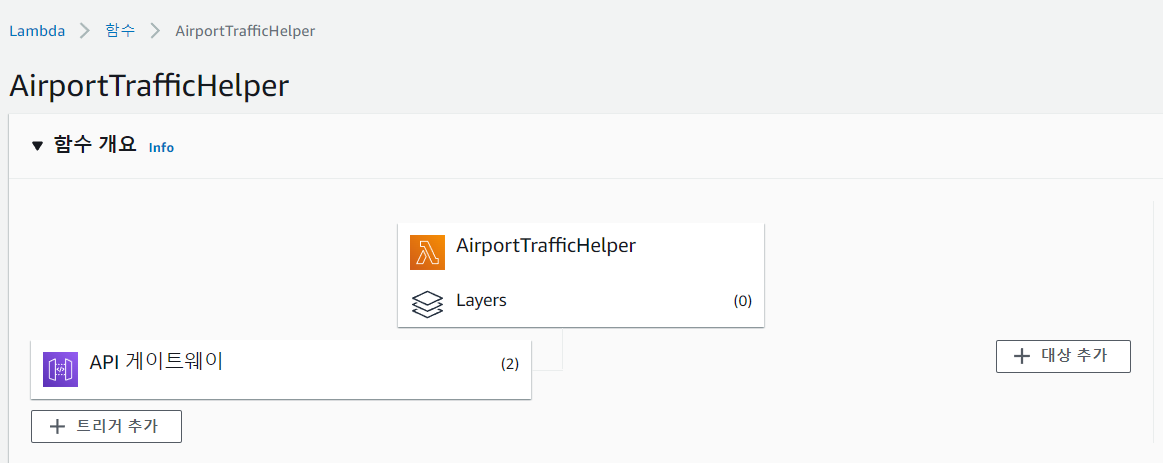 Lambda 함수 AirportTrafficHelper
AirportTrafficHelper
함수 개요 Info
AirportTrafficHelper
Layers (0)
API 게이트웨이 (2)
대상 추가
트리거 추가